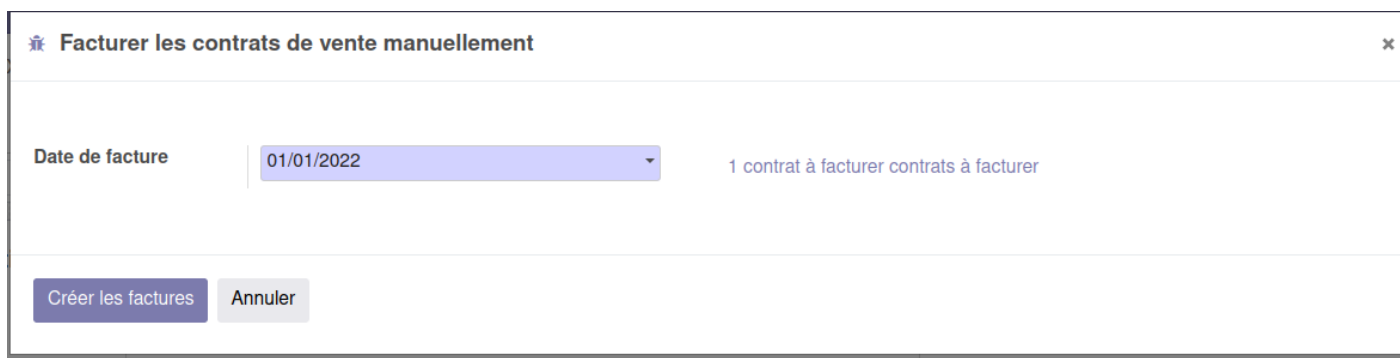 Facturer les contrats de vente manuellement
Date de facture
01/01/2022
1 contrat à facturer contrats à facturer
Créer les factures
Annuler